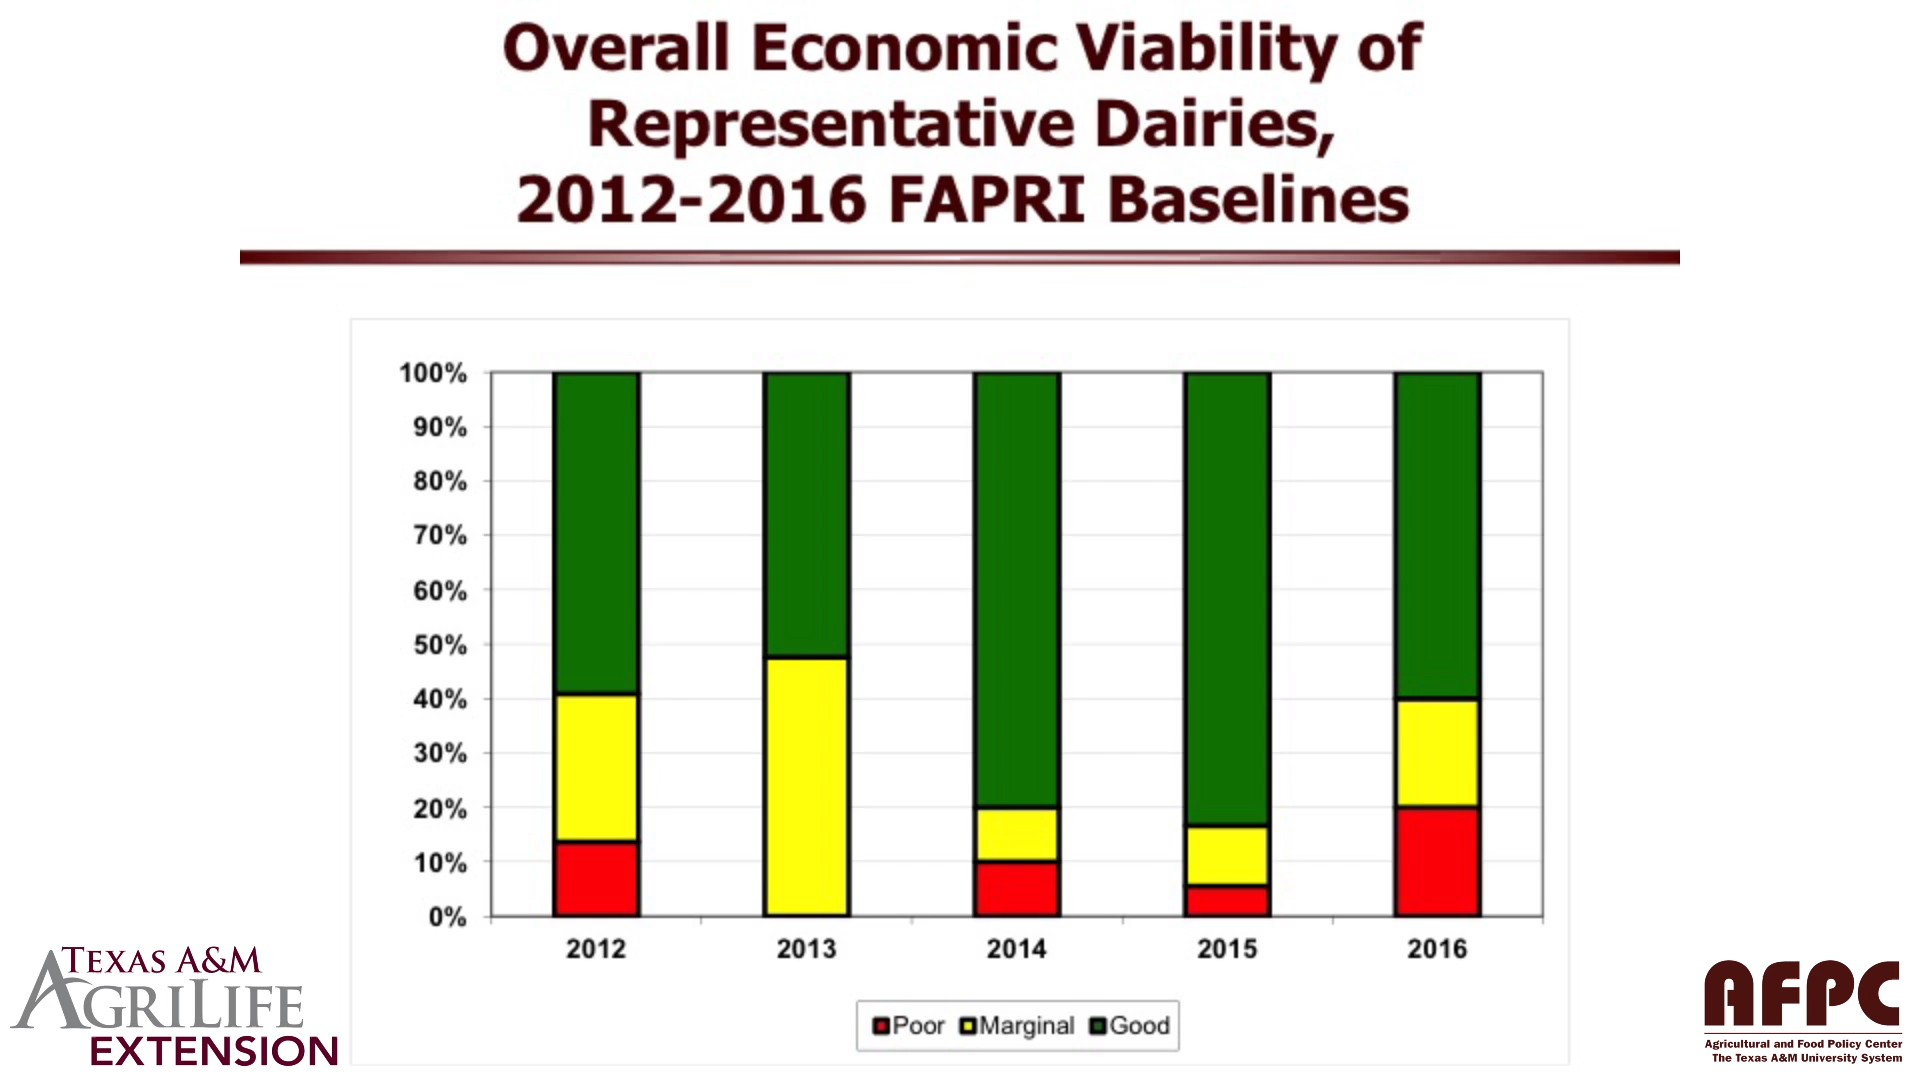 Overall Economic Viability of
Representative Dairies,
2012-2016 FAPRI Baselines
100%
90%
80%
70%
60%
50%
40%
30%
20%
10%
0%
2012 2013 2014 2015 2016
Poor Marginal Good
TEXAS A&M
AGRILIFE
EXTENSION
AFPC
Agricultural and Food Policy Center
The Texas A&M University System